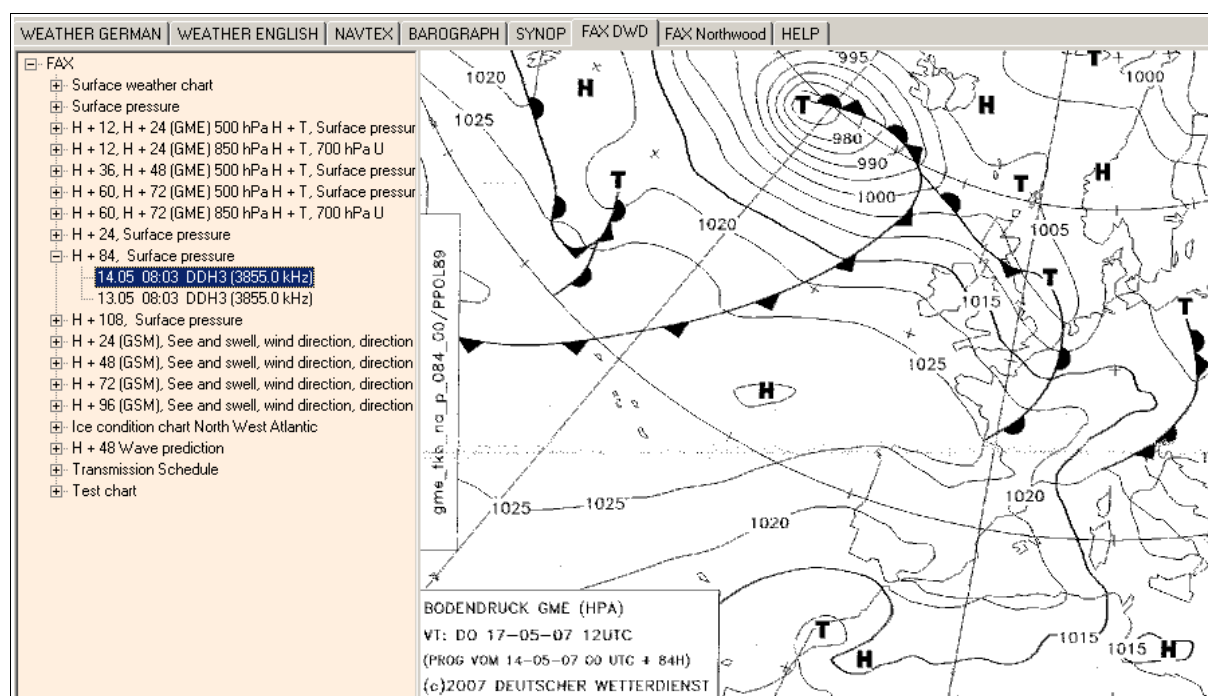 WEATHER GERMAN WEATHER ENGLISH NAVTEX BAROGRAPH SYNOP FAX DWD FAX Northwood HELP
FAX
Surface weather chart
Surface pressure
H + 12, H + 24 (GME) 500 hPa H + T, Surface pressur
H + 12, H + 24 (GME) 850 hPa H + T, 700 hPa U
H + 36, H + 48 (GME) 500 hPa H + T, Surface pressur
H + 60, H + 72 (GME) 500 hPa H + T, Surface pressur
H + 60, H + 72 (GME) 850 hPa H + T, 700 hPa U
H + 24, Surface pressure
H + 84, Surface pressure
14.05 08:03 DDH3 (3855.0 kHz)
13.05 08:03 DDH3 (3855.0 kHz)
H + 108, Surface pressure
H + 24 (GSM), See and swell, wind direction, direction
H + 48 (GSM), See and swell, wind direction, direction
H + 72 (GSM), See and swell, wind direction, direction
H + 96 (GSM), See and swell, wind direction, direction
Ice condition chart North West Atlantic
H + 48 Wave prediction
Transmission Schedule
Test chart
995
T
1020
H
1000
T
H
1025
980
990
T
T
H
1000
1020
1005
T
1015
T
1025
H
gme_fkb_na_p_084_00/PPOL89
1025
1025
1020
1020
T
1015
1015
H
H
BODENDRUCK GME (HPA)
VT: DO 17-05-07 12UTC
(PROG VOM 14-05-07 00 UTC + 84H)
(c)2007 DEUTSCHER WETTERDIENST